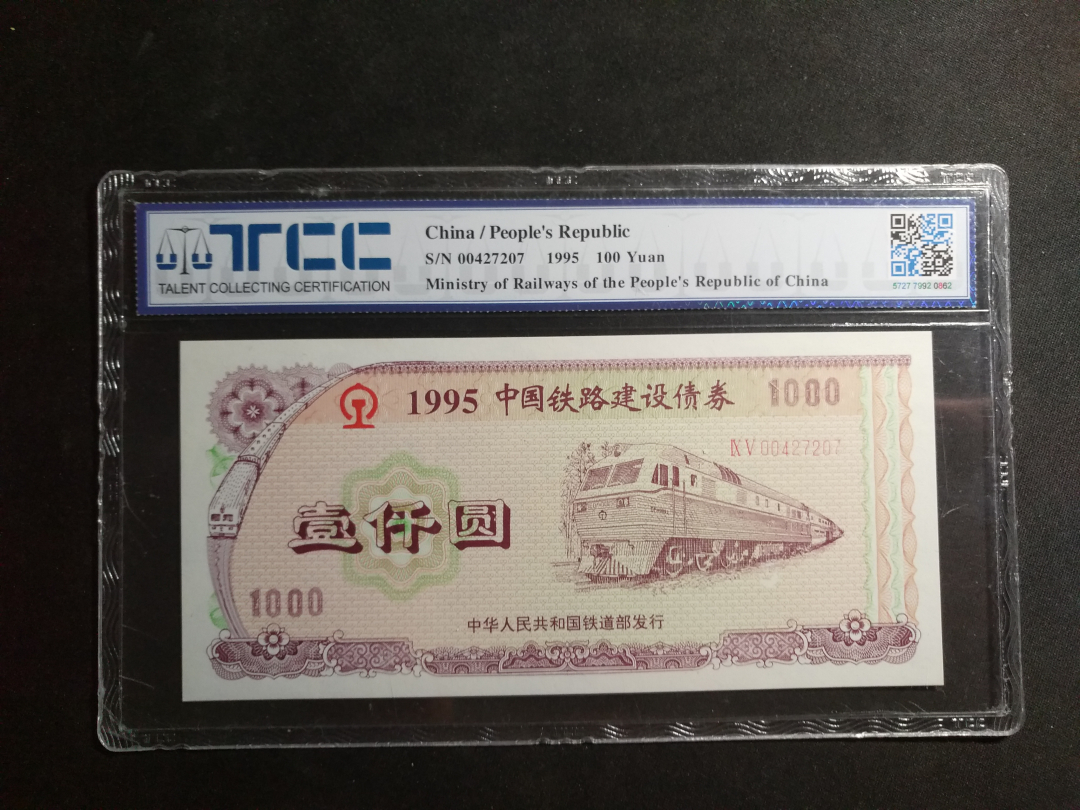 TCC
TALENT COLLECTING CERTIFICATION
China / People's Republic
S/N 00427207 1995 100 Yuan
Ministry of Railways of the People's Republic of China
5727 7992 0862
1995 中国铁路建设债券 1000
Ⅸ V 00427207
壹仟圆
1000
中华人民共和国铁道部发行